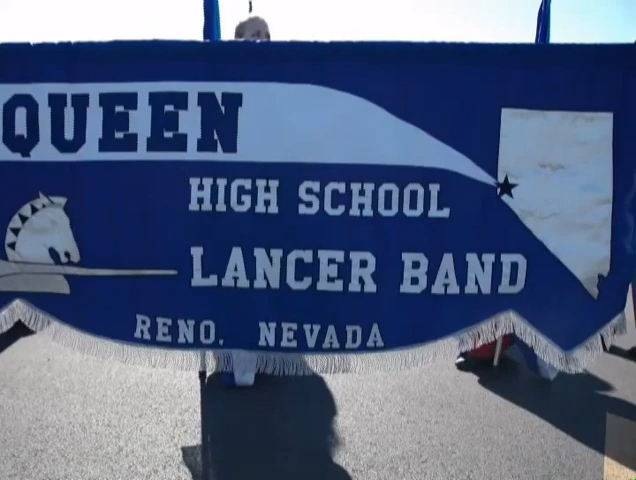 QUEEN
HIGH SCHOOL
LANCER BAND
RENO, NEVADA